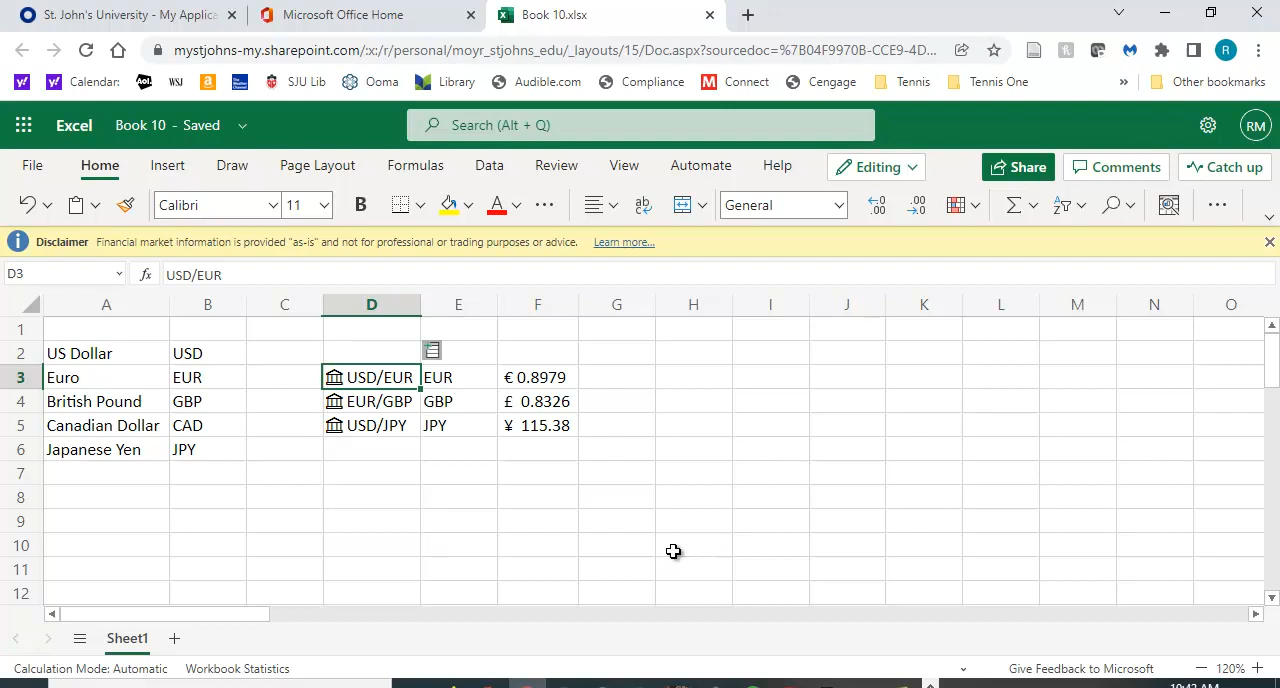 St. John's University - My Applica
Microsoft Office Home
Book 10.xlsx
mystjohns-my.sharepoint.com/:x:/r/personal/moyr_stjohns_edu/_layouts/15/Doc.aspx?sourcedoc=%7B04F9970B-CCE9-4D...
R
Calendar:
Aol.
WSJ
SJU Lib
Ooma
Library
Audible.com
Compliance
Connect
Cengage
Tennis
Tennis One
»
Other bookmarks
Excel
Book 10 - Saved
Search (Alt + Q)
RM
File
Home
Insert
Draw
Page Layout
Formulas
Data
Review
View
Automate
Help
Editing
Share
Comments
Catch up
Calibri
11
B
General
Disclaimer Financial market information is provided "as-is" and not for professional or trading purposes or advice. Learn more...
D3
fx
USD/EUR
A B C D E F G H I J K L M N O
1
2 US Dollar USD
3 Euro EUR USD/EUR EUR € 0.8979
4 British Pound GBP EUR/GBP GBP £ 0.8326
5 Canadian Dollar CAD USD/JPY JPY ¥ 115.38
6 Japanese Yen JPY
7
8
9
10
11
12
Sheet1
Calculation Mode: Automatic
Workbook Statistics
Give Feedback to Microsoft
120%